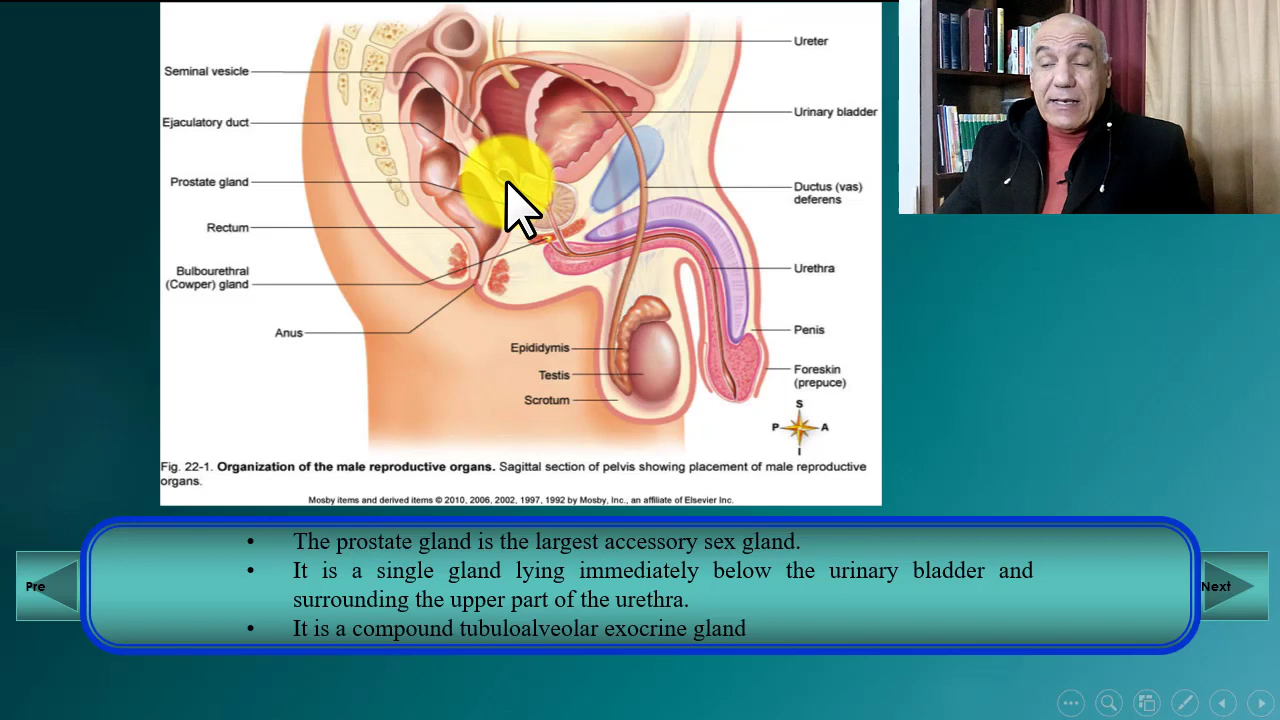 Ureter
Seminal vesicle
Urinary bladder
Ejaculatory duct
Prostate gland
Ductus (vas)
deferens
Rectum
Bulbourethral
(Cowper) gland
Urethra
Anus
Penis
Epididymis
Testis
Scrotum
Foreskin
(prepuce)
S
P A
I
Fig. 22-1. Organization of the male reproductive organs. Sagittal section of pelvis showing placement of male reproductive
organs.
Mosby items and derived items © 2010, 2006, 2002, 1997, 1992 by Mosby, Inc., an affiliate of Elsevier Inc.
• The prostate gland is the largest accessory sex gland.
• It is a single gland lying immediately below the urinary bladder and
surrounding the upper part of the urethra.
• It is a compound tubuloalveolar exocrine gland
Pre
Next